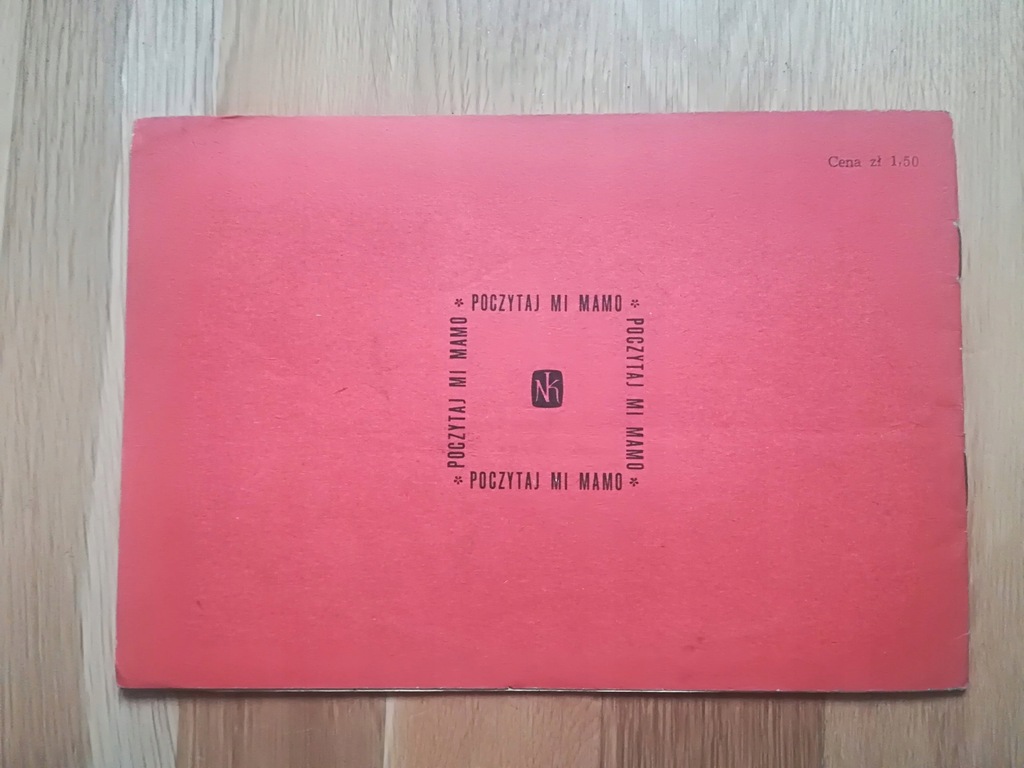 Cena zł 1,50
* POCZYTAJ MI MAMO *
POCZYTAJ MI MAMO
POCZYTAJ MI MAMO
NK
* POCZYTAJ MI MAMO *